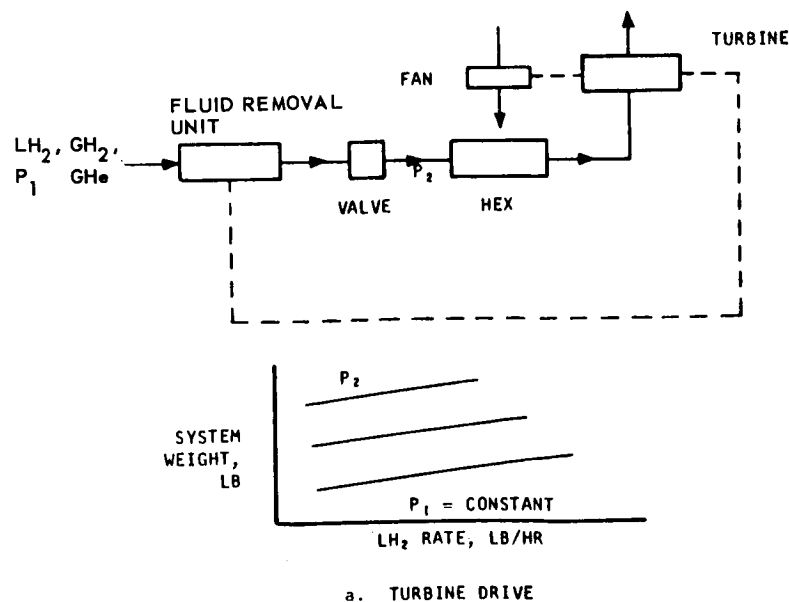 TURBINE
FAN
FLUID REMOVAL
UNIT
LH₂, GH₂,
P₁ GHe
P₂
VALVE
HEX
P₂
SYSTEM
WEIGHT,
LB
P₁ = CONSTANT
LH₂ RATE, LB/HR
a. TURBINE DRIVE